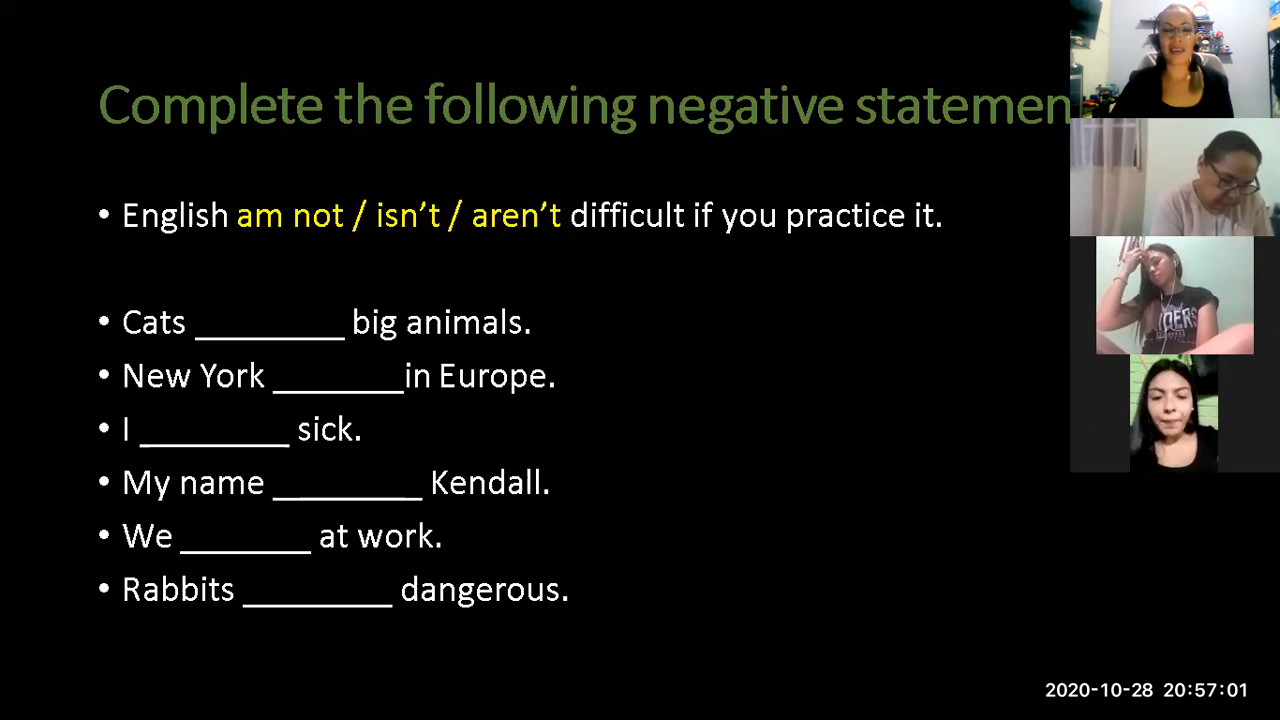 Complete the following negative statemen
• English am not / isn’t / aren’t difficult if you practice it.
• Cats _________ big animals.
• New York ________in Europe.
• I _________ sick.
• My name _________ Kendall.
• We ________ at work.
• Rabbits _________ dangerous.
2020-10-28 20:57:01